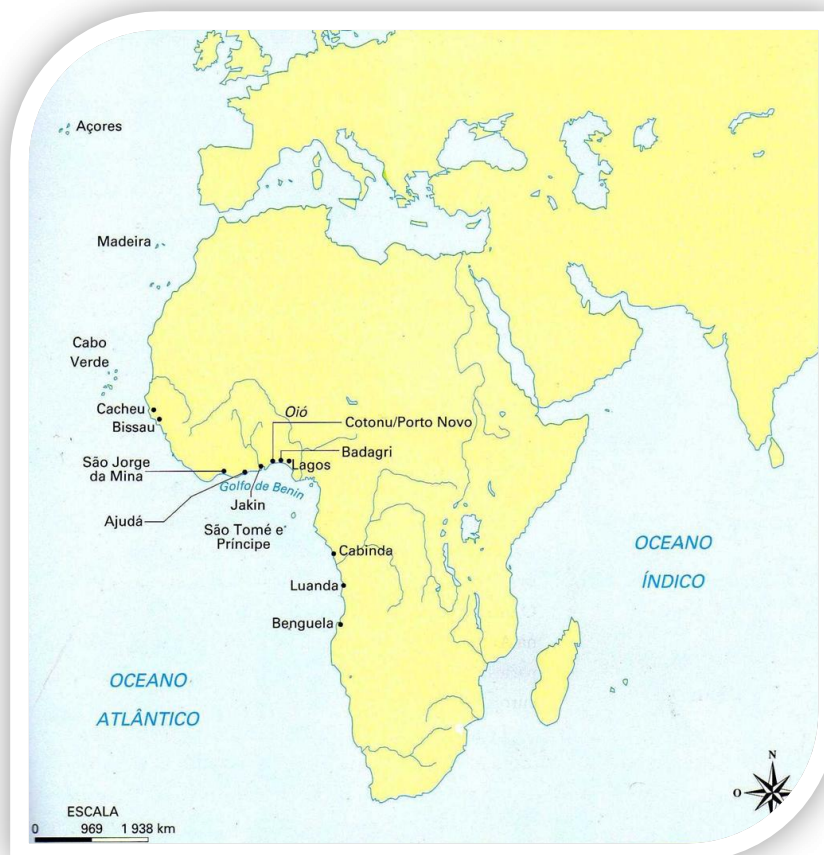 Açores
Madeira
Cabo
Verde
Cacheu
Bissau
Oió
Cotonu/Porto Novo
Badagri
Lagos
São Jorge
da Mina
Golfo de Benin
Jakin
Ajudá
São Tomé e
Príncipe
Cabinda
Luanda
Benguela
OCEANO
ÍNDICO
OCEANO
ATLÂNTICO
N
O
ESCALA
0 969 1 938 km